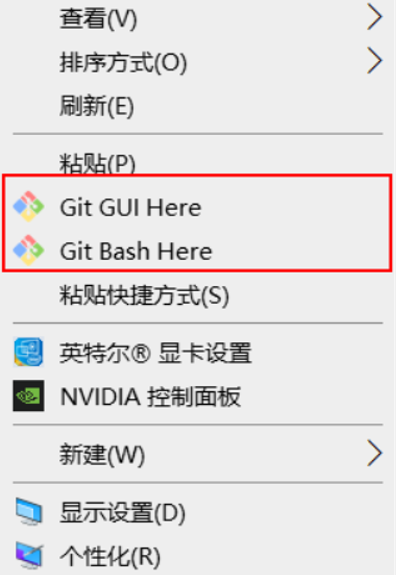 查看(V)
排序方式(O)
刷新(E)
粘贴(P)
Git GUI Here
Git Bash Here
粘贴快捷方式(S)
英特尔® 显卡设置
NVIDIA 控制面板
新建(W)
显示设置(D)
个性化(R)